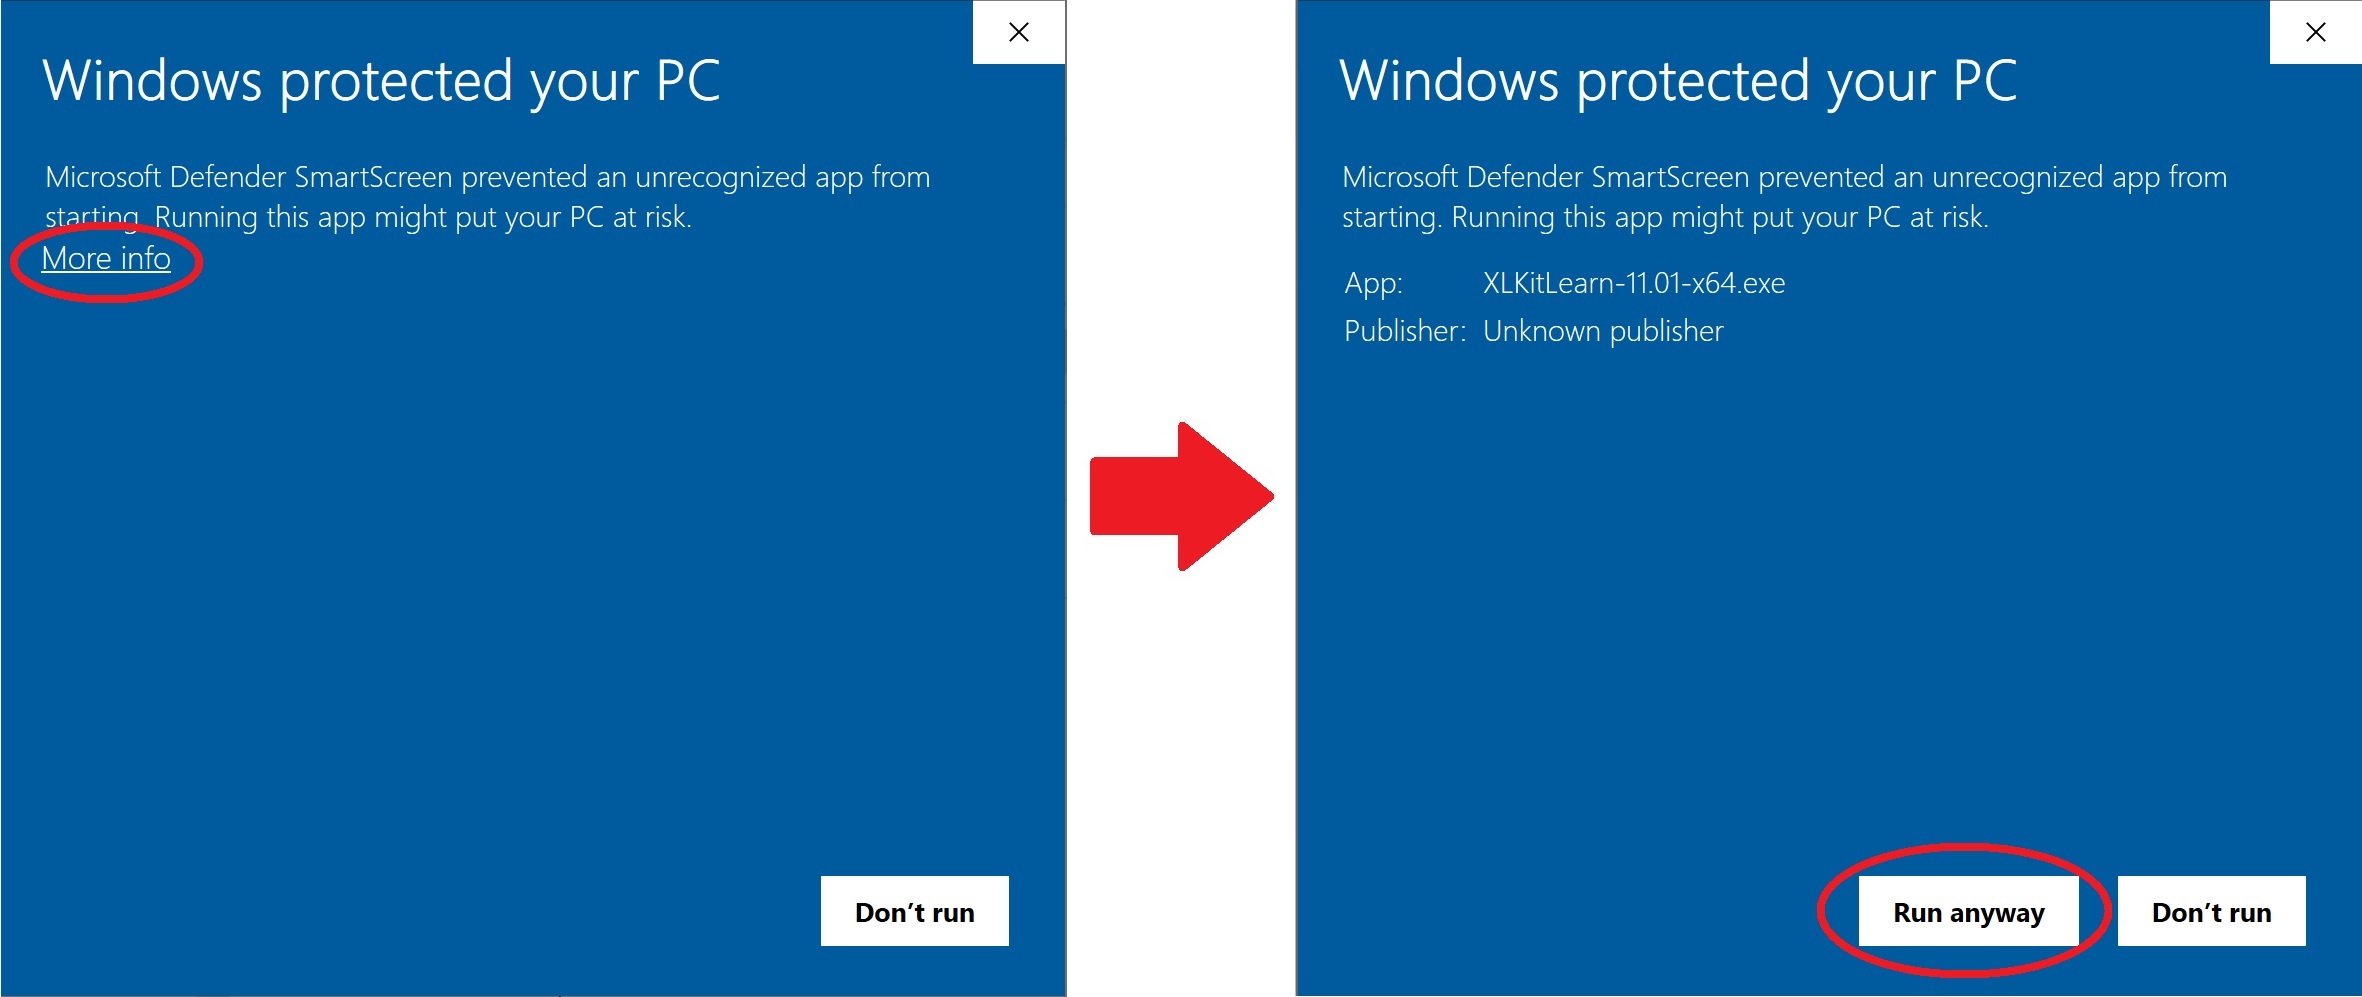 Windows protected your PC
Microsoft Defender SmartScreen prevented an unrecognized app from
starting. Running this app might put your PC at risk.
More info
Don’t run
Windows protected your PC
Microsoft Defender SmartScreen prevented an unrecognized app from
starting. Running this app might put your PC at risk.
App: XLKitLearn-11.01-x64.exe
Publisher: Unknown publisher
Run anyway Don’t run